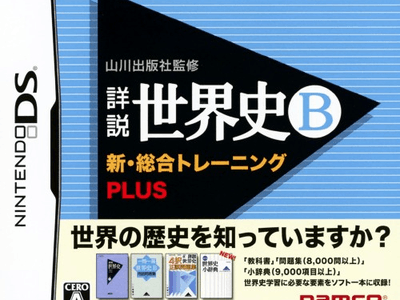 NINTENDO DS
山川出版社監修
詳説
世界史B
新・総合トレーニング
PLUS
世界の歴史を知っていますか?
NEW!
「教科書」「問題集(8,000問以上)」
「小辞典(9,000項目以上)」
世界史学習に必要な要素をソフト一本に収録!
CERO
A